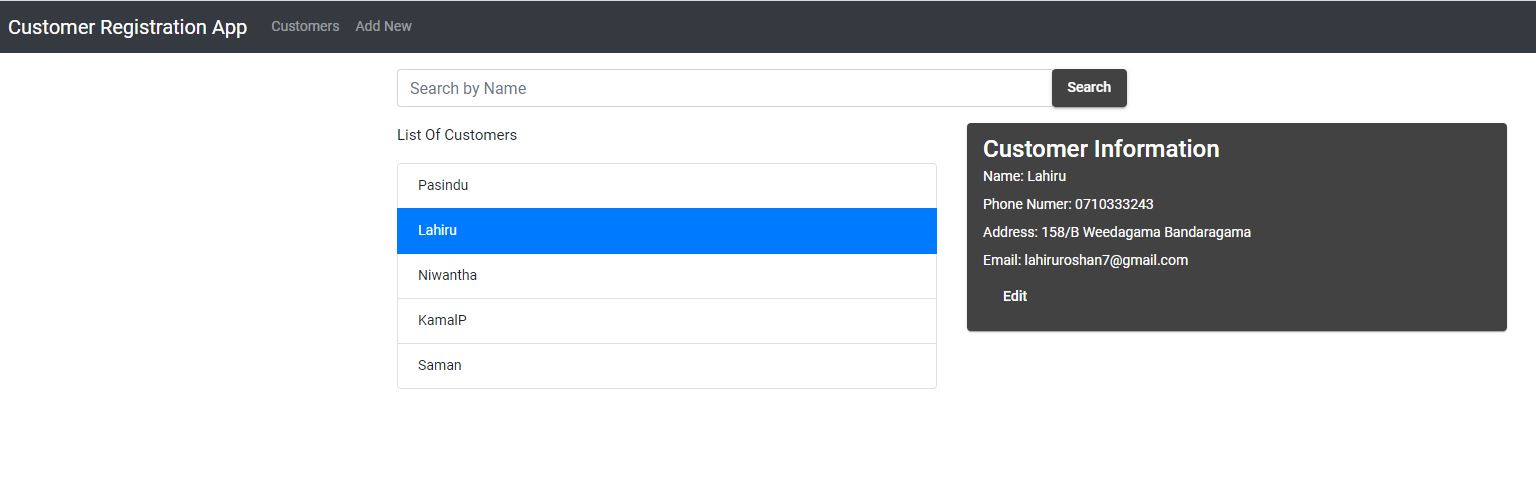 Customer Registration App Customers Add New
Search by Name Search
List Of Customers
Pasindu
Lahiru
Niwantha
KamalP
Saman
Customer Information
Name: Lahiru
Phone Numer: 0710333243
Address: 158/B Weedagama Bandaragama
Email: lahiruroshan7@gmail.com
Edit